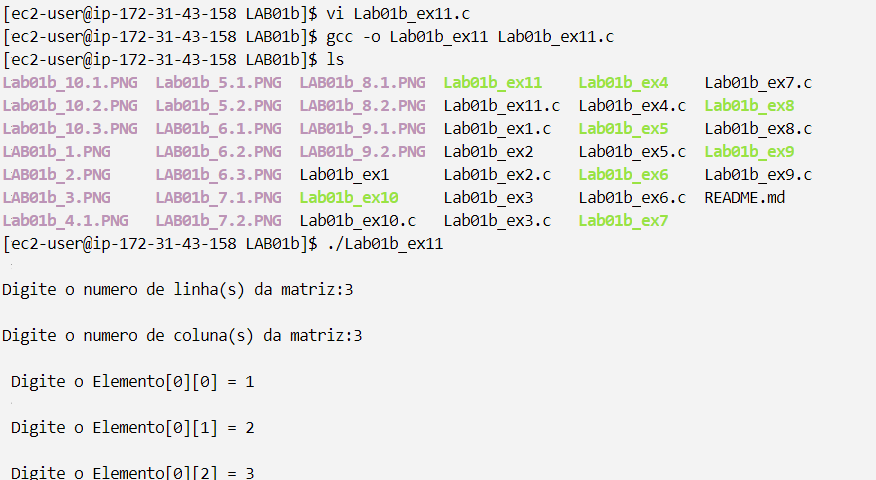 [ec2-user@ip-172-31-43-158 LAB01b]$ vi Lab01b_ex11.c
[ec2-user@ip-172-31-43-158 LAB01b]$ gcc -o Lab01b_ex11 Lab01b_ex11.c
[ec2-user@ip-172-31-43-158 LAB01b]$ ls
Lab01b_10.1.PNG  Lab01b_5.1.PNG  LAB01b_8.1.PNG  Lab01b_ex11    Lab01b_ex4    Lab01b_ex7.c
Lab01b_10.2.PNG  Lab01b_5.2.PNG  LAB01b_8.2.PNG  Lab01b_ex11.c  Lab01b_ex4.c  Lab01b_ex8
Lab01b_10.3.PNG  LAB01b_6.1.PNG  LAB01b_9.1.PNG  Lab01b_ex1.c   Lab01b_ex5    Lab01b_ex8.c
LAB01b_1.PNG     LAB01b_6.2.PNG  LAB01b_9.2.PNG  Lab01b_ex2     Lab01b_ex5.c  Lab01b_ex9
LAB01b_2.PNG     LAB01b_6.3.PNG  Lab01b_ex1      Lab01b_ex2.c   Lab01b_ex6    Lab01b_ex9.c
LAB01b_3.PNG     LAB01b_7.1.PNG  Lab01b_ex10     Lab01b_ex3     Lab01b_ex6.c  README.md
Lab01b_4.1.PNG   LAB01b_7.2.PNG  Lab01b_ex10.c   Lab01b_ex3.c   Lab01b_ex7
[ec2-user@ip-172-31-43-158 LAB01b]$ ./Lab01b_ex11
Digite o numero de linha(s) da matriz:3
Digite o numero de coluna(s) da matriz:3
Digite o Elemento[0][0] = 1
Digite o Elemento[0][1] = 2
Digite o Elemento[0][2] = 3